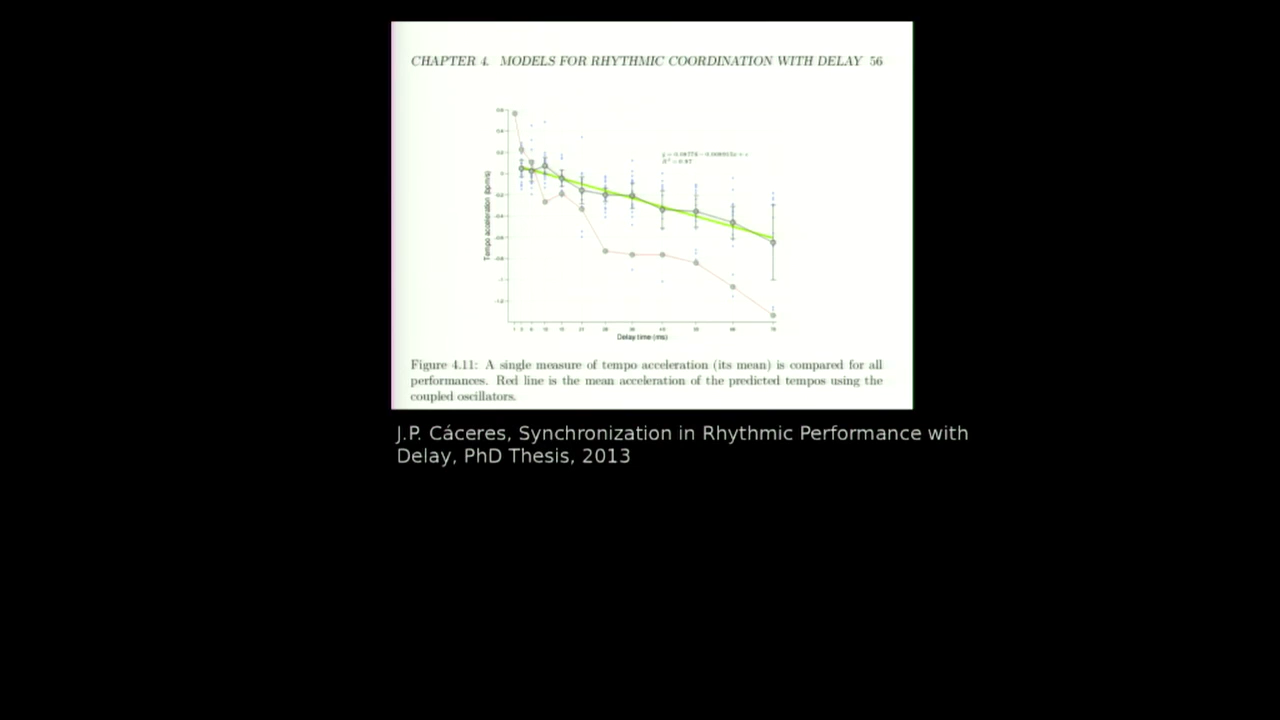 CHAPTER 4. MODELS FOR RHYTHMIC COORDINATION WITH DELAY 56
Tempo acceleration (bpm/s)
Delay time (ms)
Figure 4.11: A single measure of tempo acceleration (its mean) is compared for all
performances. Red line is the mean acceleration of the predicted tempos using the
coupled oscillators.
J.P. Cáceres, Synchronization in Rhythmic Performance with
Delay, PhD Thesis, 2013